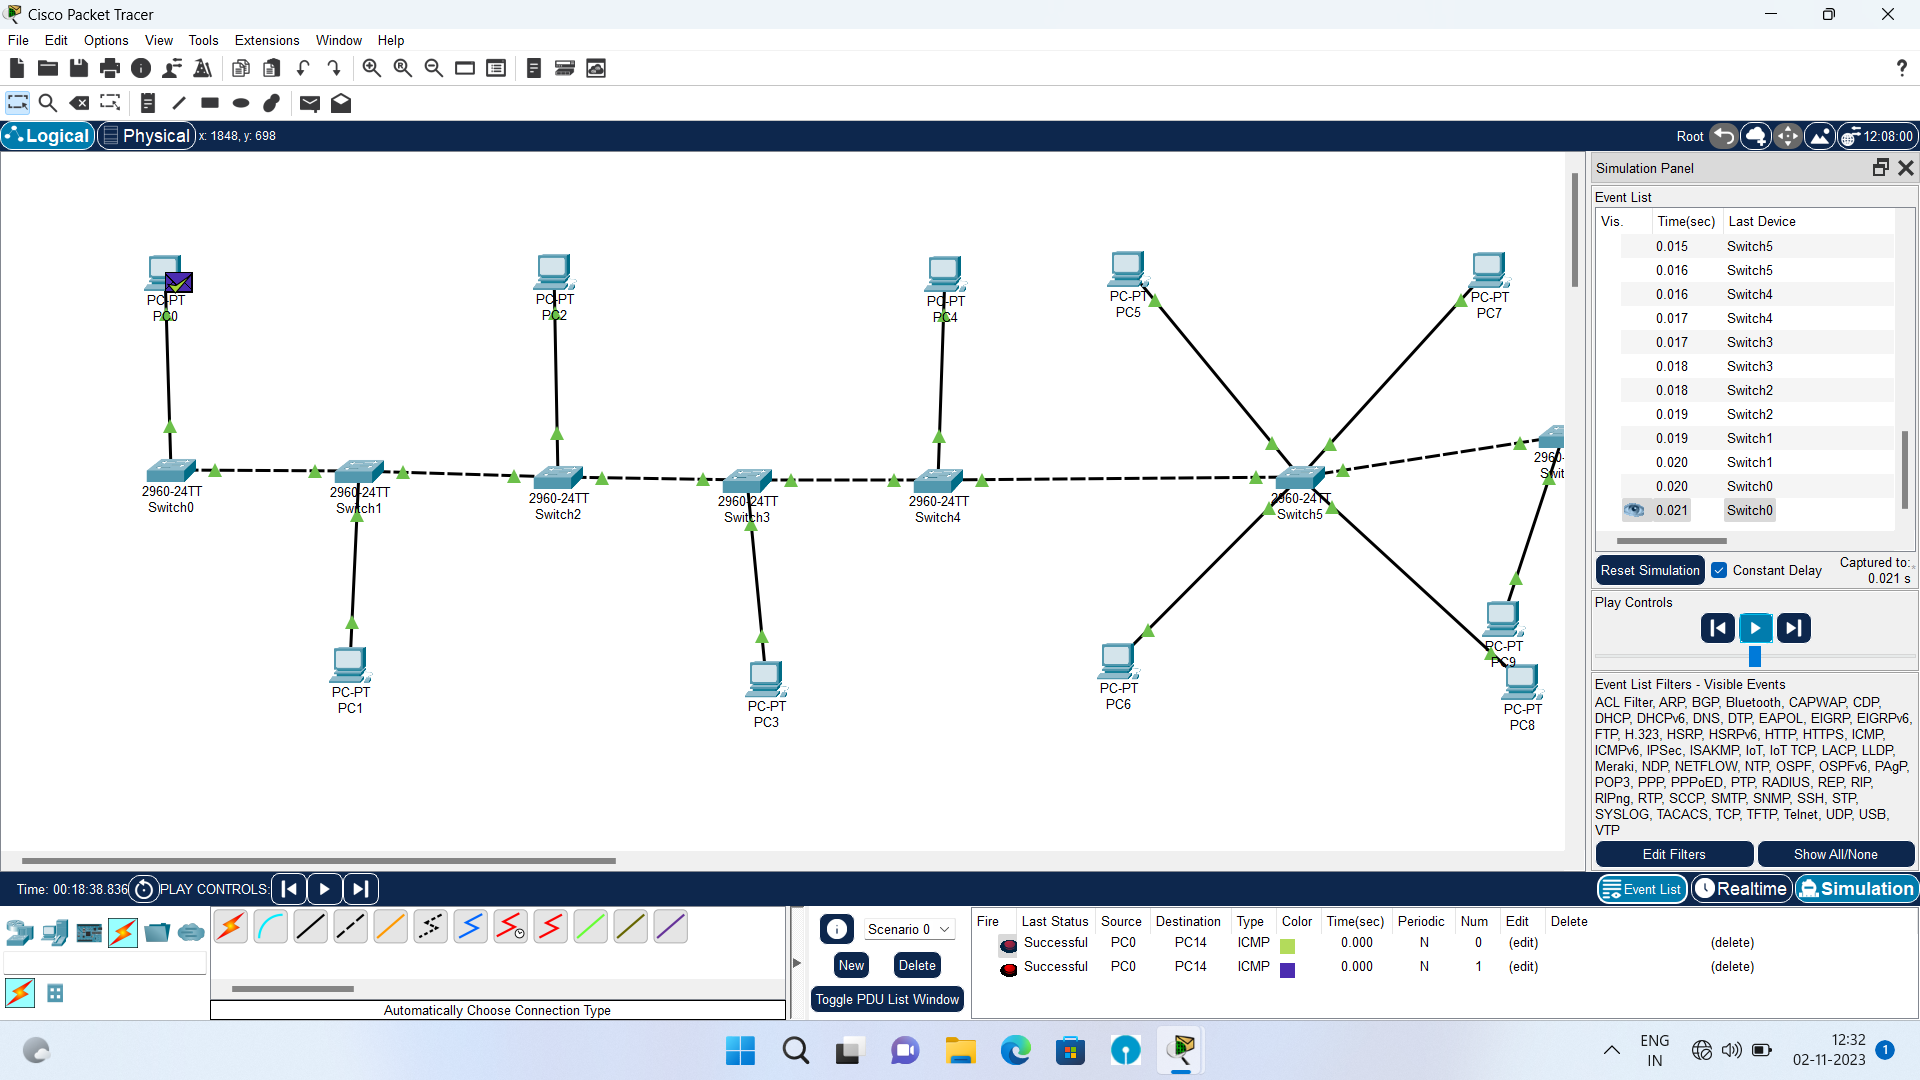 Cisco Packet Tracer
File Edit Options View Tools Extensions Window Help
?
Logical Physical x: 1848, y: 698
Root 12:08:00
Simulation Panel
Event List
Vis. Time(sec) Last Device
0.015 Switch5
0.016 Switch5
0.016 Switch4
0.017 Switch4
0.017 Switch3
0.018 Switch3
0.018 Switch2
0.019 Switch2
0.019 Switch1
0.020 Switch1
0.020 Switch0
0.021 Switch0
Reset Simulation Constant Delay Captured to:
0.021 s
Play Controls
Event List Filters - Visible Events
ACL Filter, ARP, BGP, Bluetooth, CAPWAP, CDP,
DHCP, DHCPv6, DNS, DTP, EAPOL, EIGRP, EIGRPv6,
FTP, H.323, HSRP, HSRPv6, HTTP, HTTPS, ICMP,
ICMPv6, IPSec, ISAKMP, IoT, IoT TCP, LACP, LLDP,
Meraki, NDP, NETFLOW, NTP, OSPF, OSPFv6, PAgP,
POP3, PPP, PPPoED, PTP, RADIUS, REP, RIP,
RIPng, RTP, SCCP, SMTP, SNMP, SSH, STP,
SYSLOG, TACACS, TCP, TFTP, Telnet, UDP, USB,
VTP
Edit Filters Show All/None
PC-PT
PC0
PC-PT
PC2
PC-PT
PC4
PC-PT
PC5
PC-PT
PC7
2960-24TT
Switch0
2960-24TT
Switch1
2960-24TT
Switch2
2960-24TT
Switch3
2960-24TT
Switch4
2960-24TT
Switch5
2960-
Swit
PC-PT
PC1
PC-PT
PC3
PC-PT
PC6
PC-PT
PC9
PC-PT
PC8
Time: 00:18:38.836 PLAY CONTROLS:
Event List Realtime Simulation
Scenario 0
New Delete
Toggle PDU List Window
Automatically Choose Connection Type
Fire Last Status Source Destination Type Color Time(sec) Periodic Num Edit Delete
Successful PC0 PC14 ICMP 0.000 N 0 (edit) (delete)
Successful PC0 PC14 ICMP 0.000 N 1 (edit) (delete)
ENG
IN
12:32
02-11-2023
1